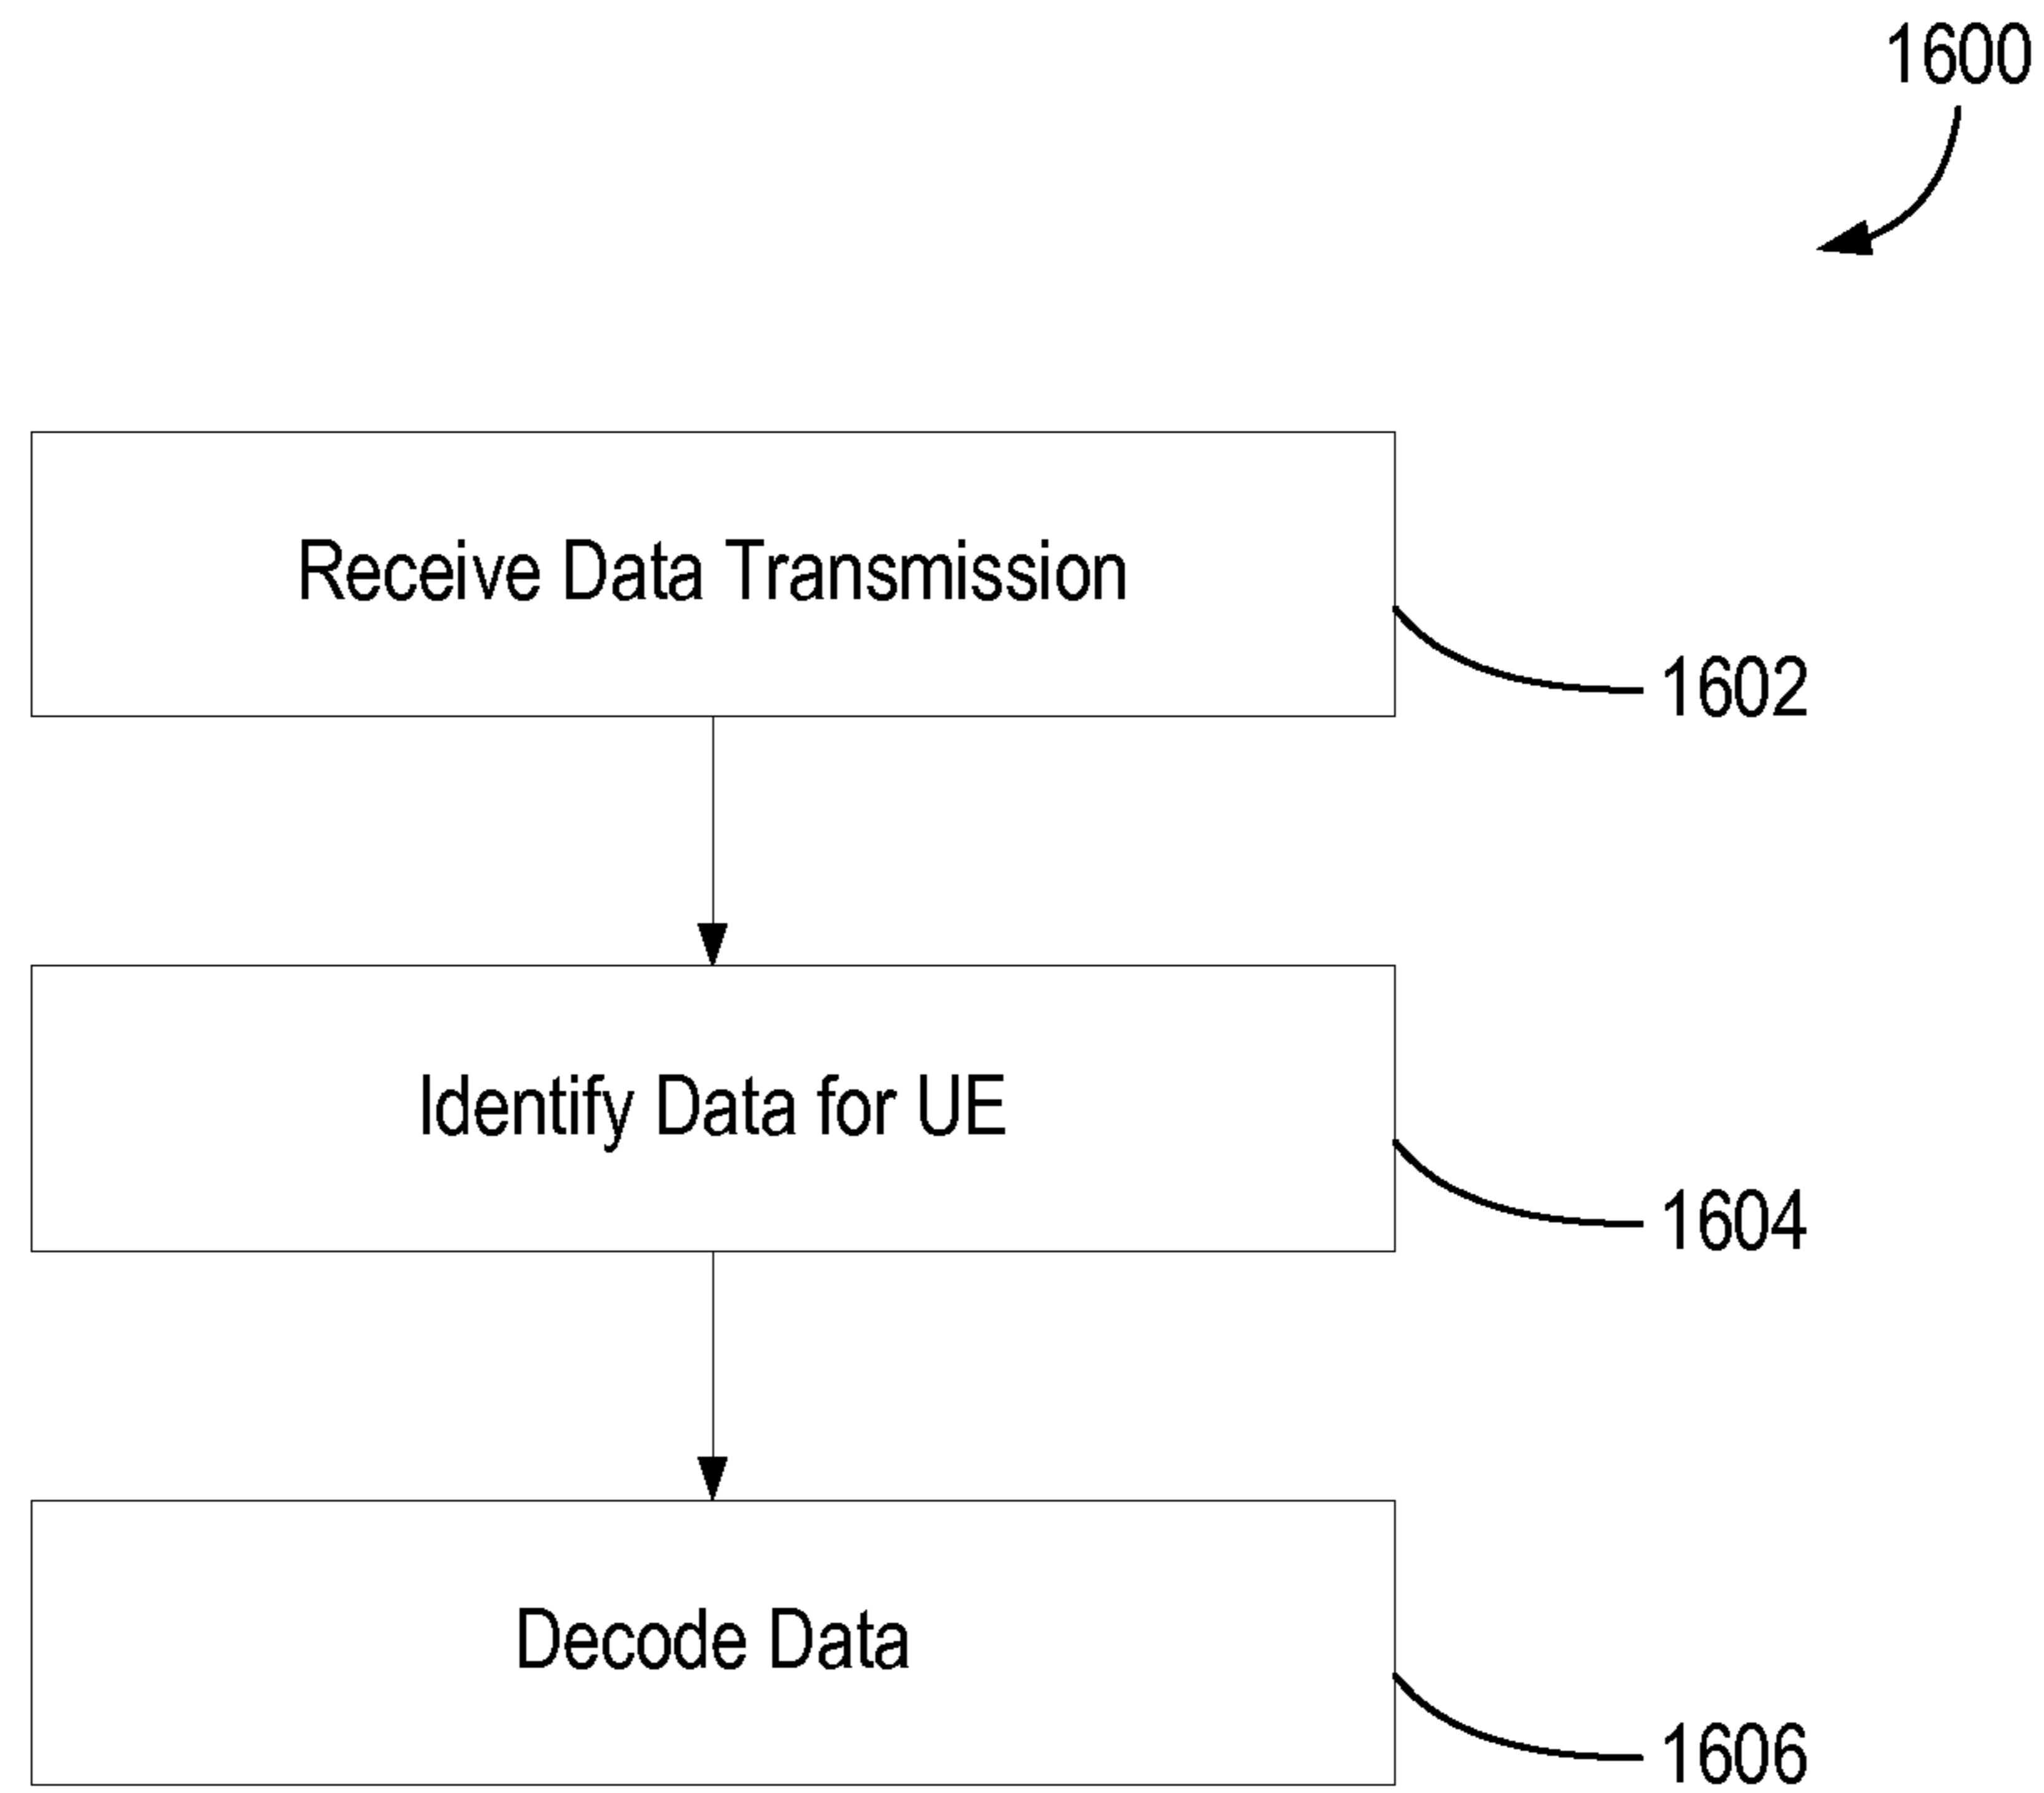 1600
Receive Data Transmission
1602
Identify Data for UE
1604
Decode Data
1606